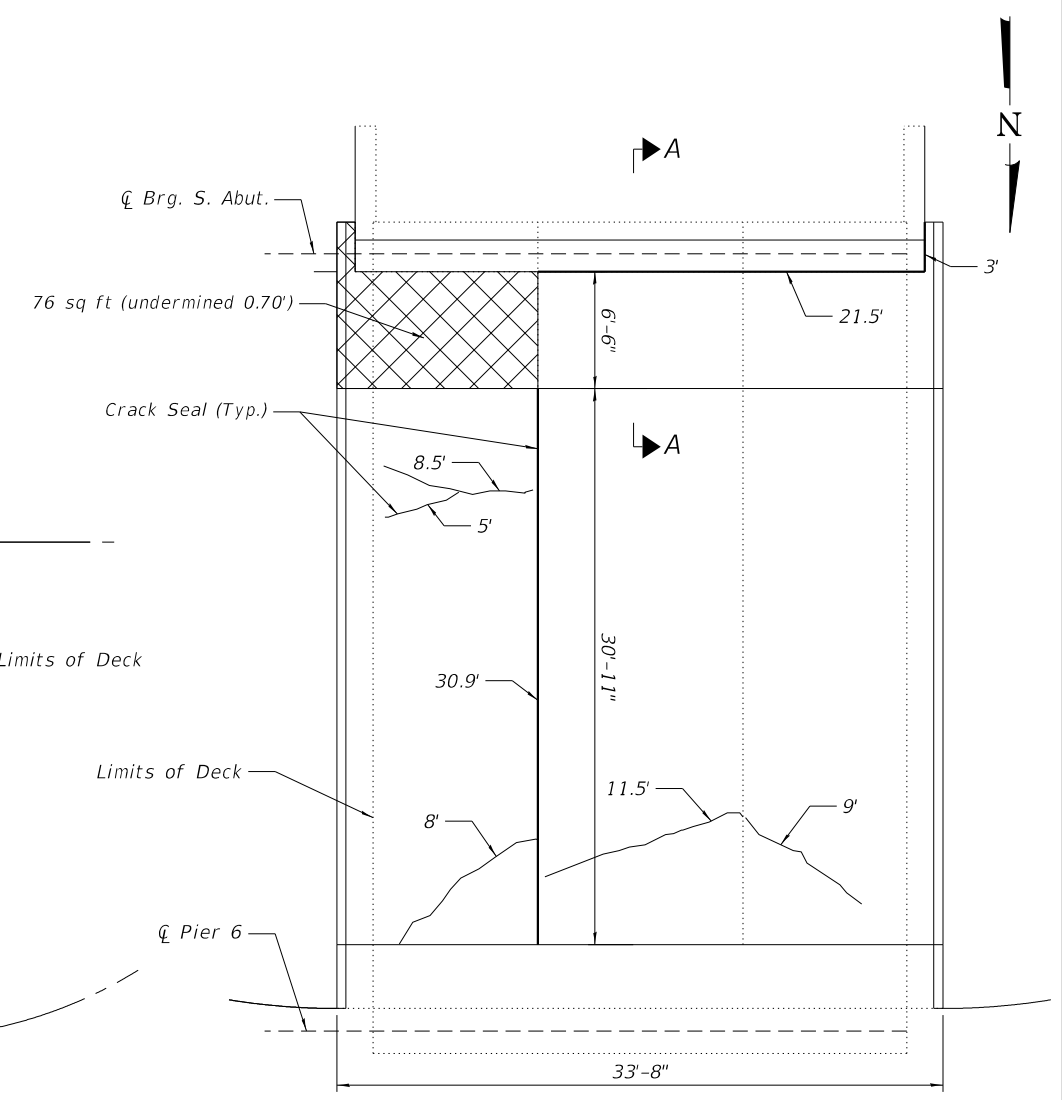 N
A
℄ Brg. S. Abut.
3'
76 sq ft (undermined 0.70')
6'-6"
21.5'
Crack Seal (Typ.)
A
8.5'
5'
Limits of Deck
30'-11"
30.9'
Limits of Deck
11.5'
9'
8'
℄ Pier 6
33'-8"